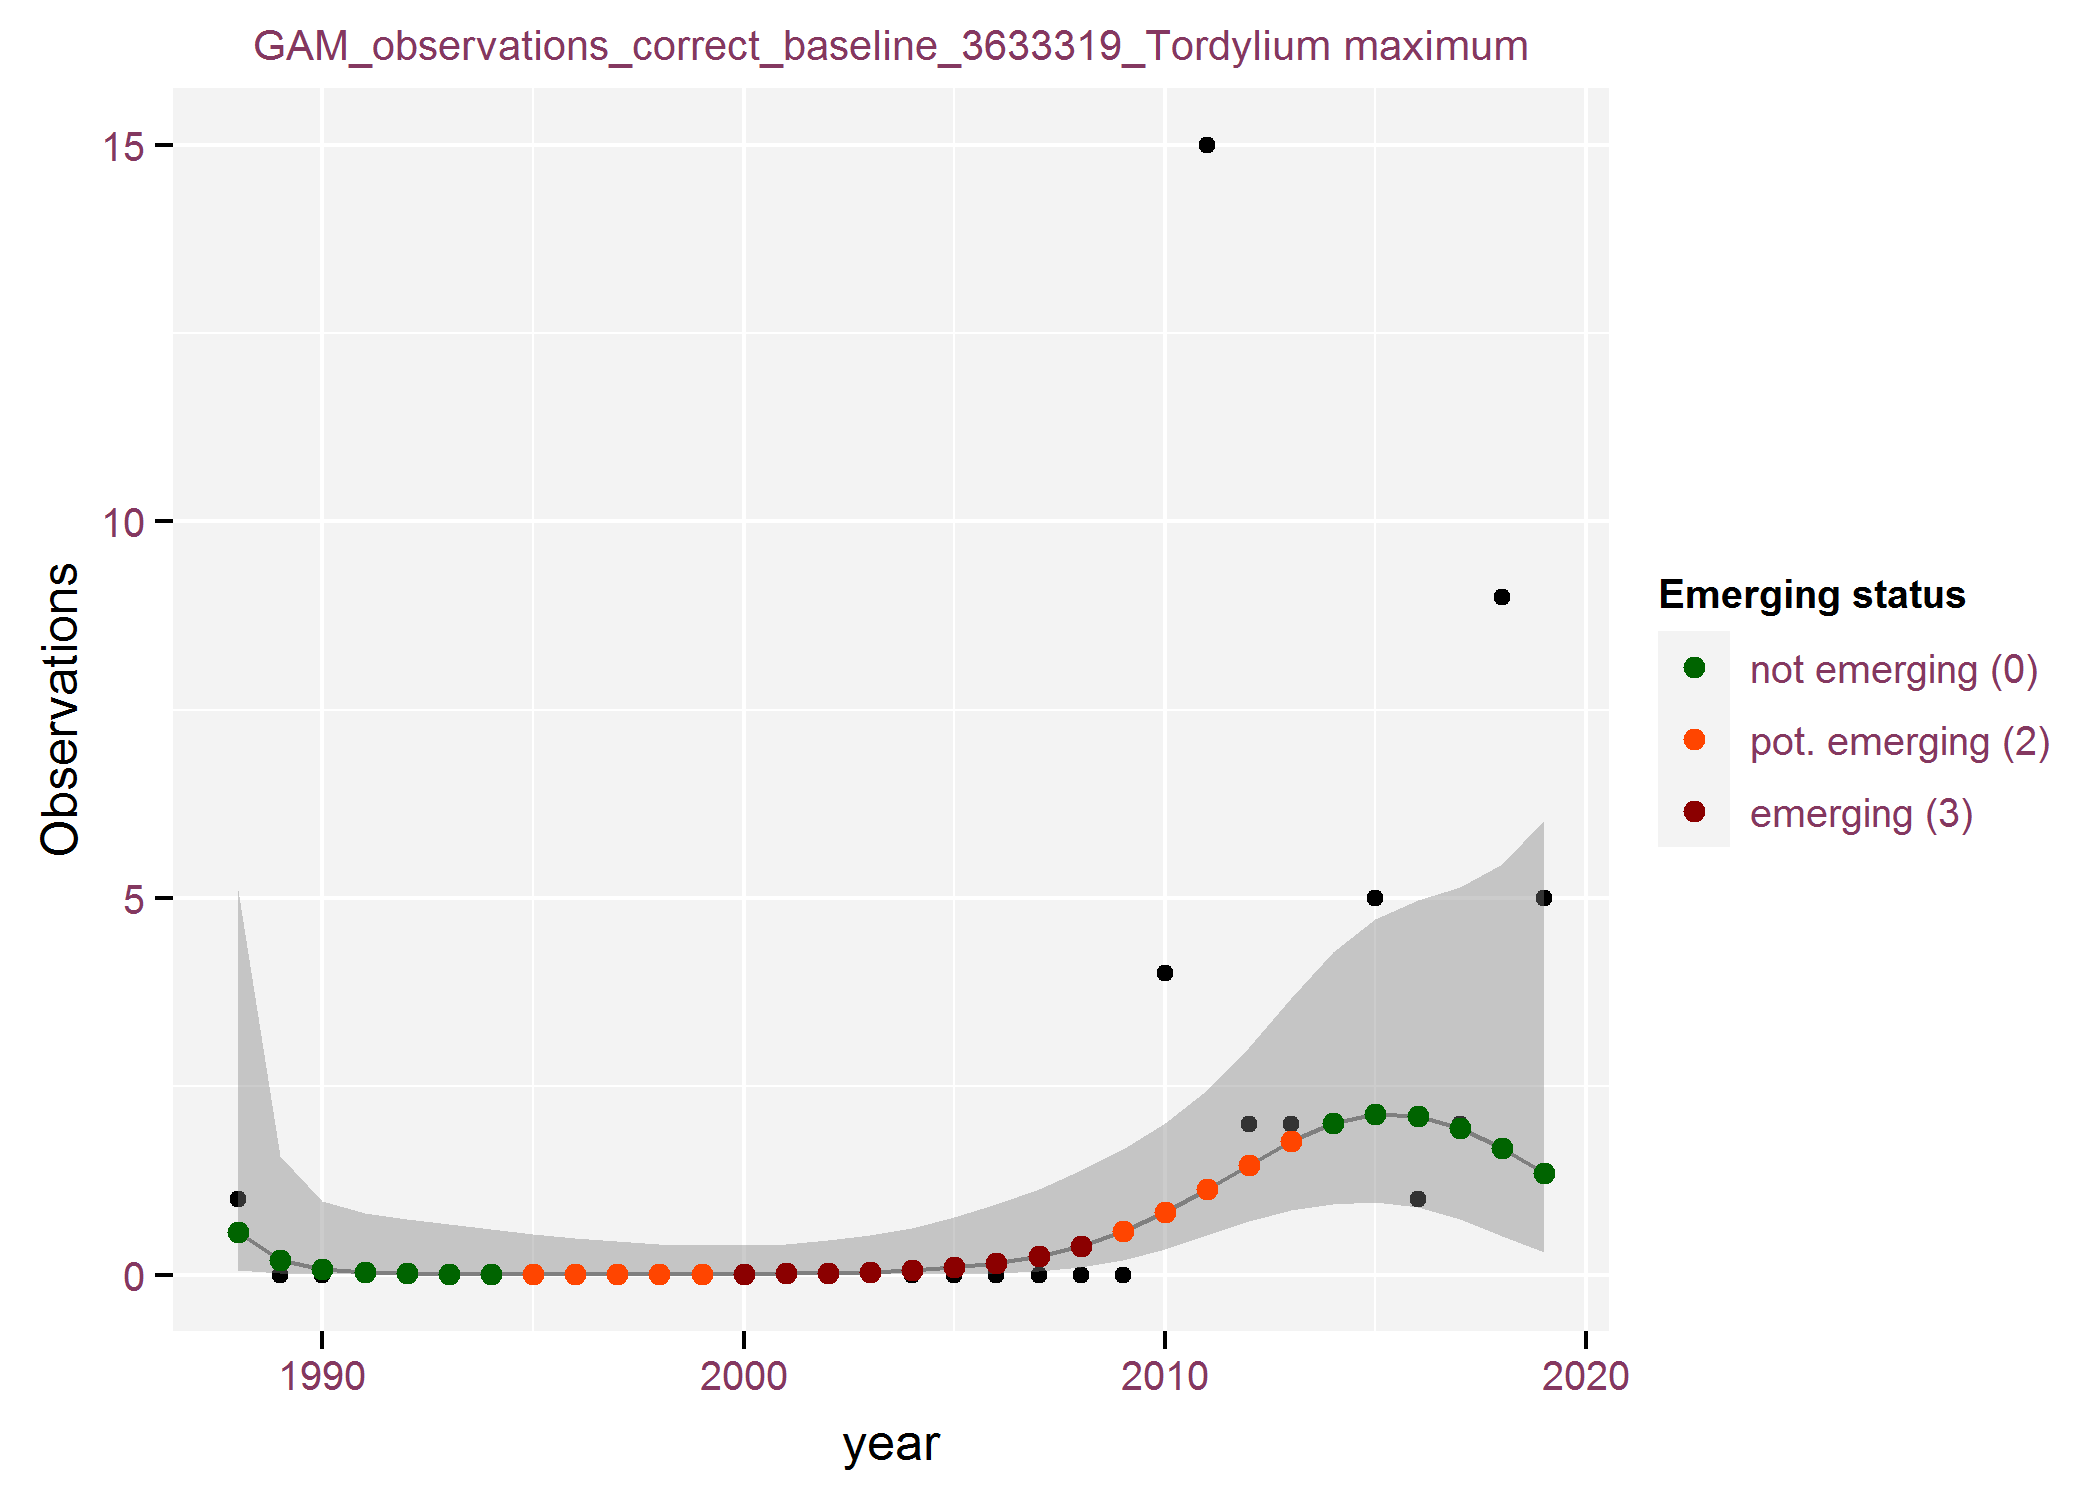 GAM_observations_correct_baseline_3633319_Tordylium maximum
15
10
5
0
Observations
1990 2000 2010 2020
year
Emerging status
not emerging (0)
pot. emerging (2)
emerging (3)